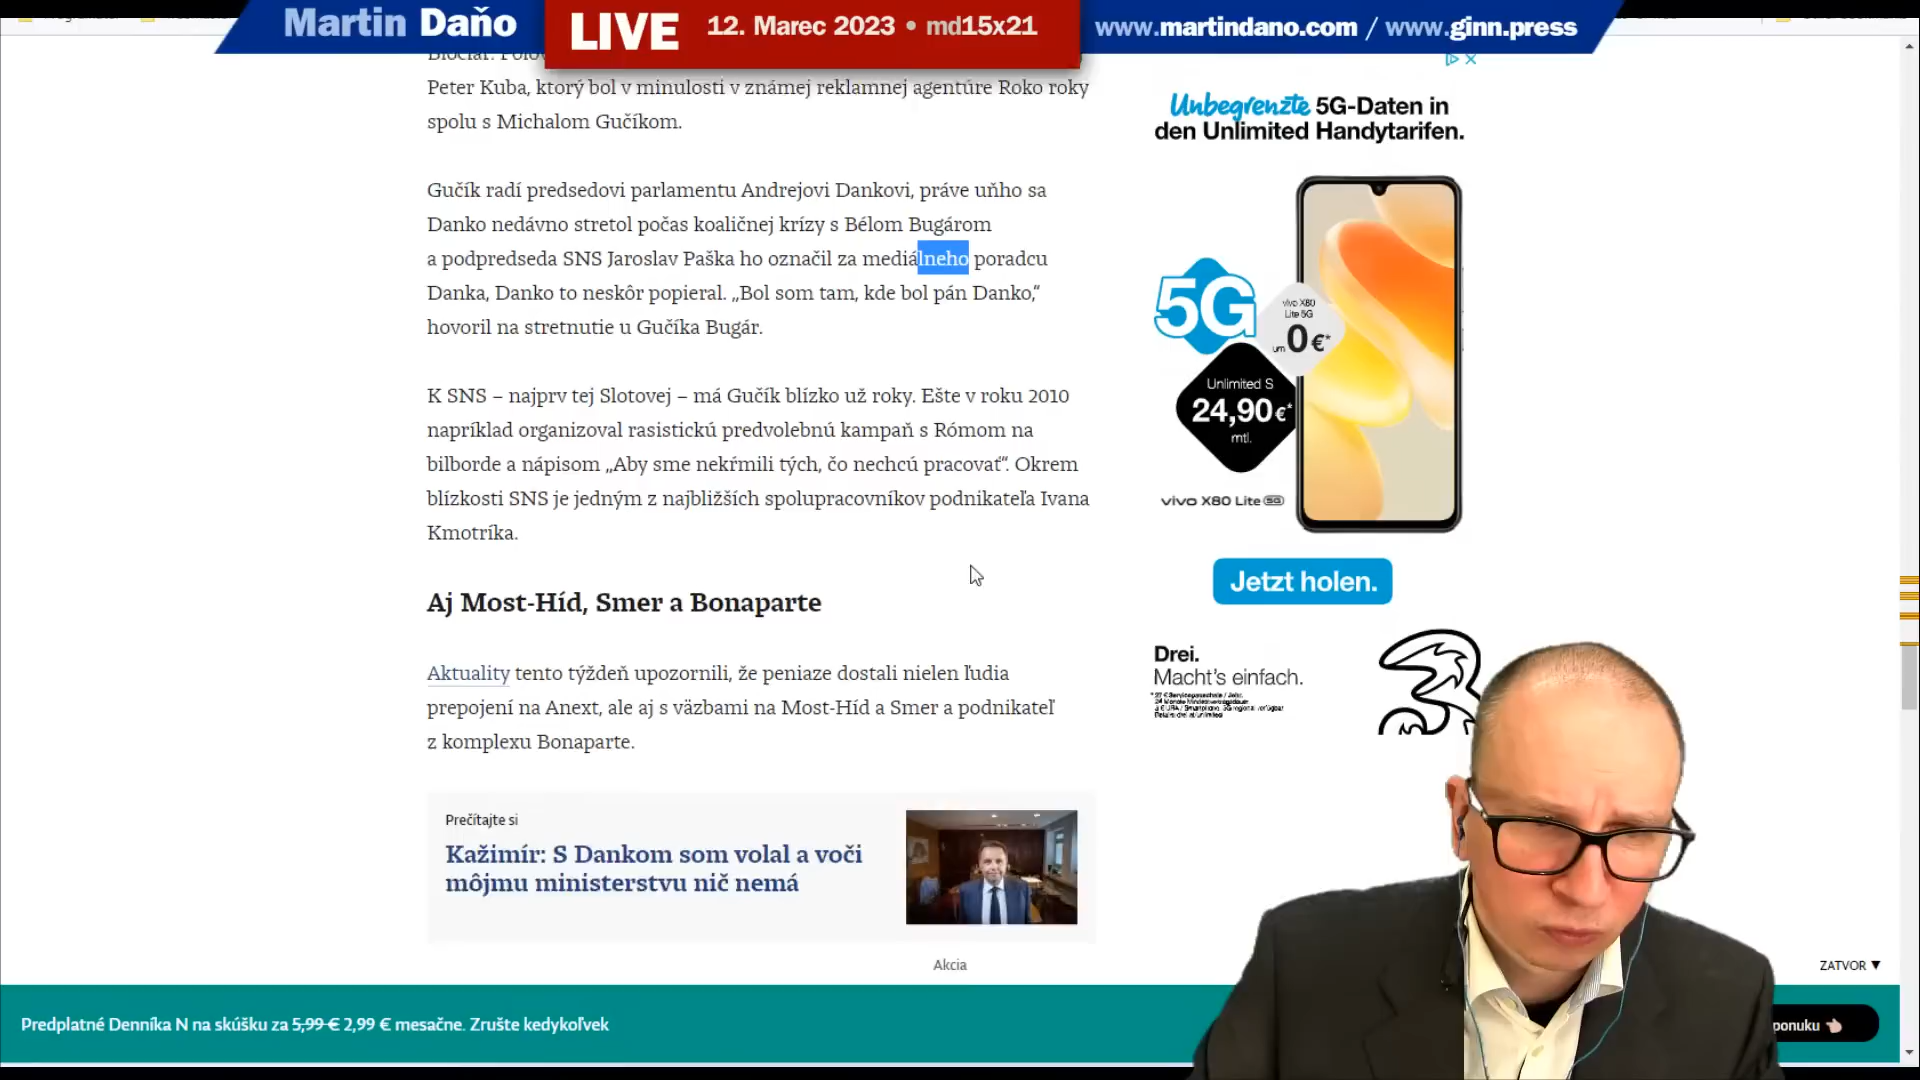 Martin Daňo
LIVE
12. Marec 2023 • md15x21
www.martindano.com / www.ginn.press
Peter Kuba, ktorý bol v minulosti v známej reklamnej agentúre Roko roky
spolu s Michalom Gučíkom.
Gučík radí predsedovi parlamentu Andrejovi Dankovi, práve uňho sa
Danko nedávno stretol počas koaličnej krízy s Bélom Bugárom
a podpredseda SNS Jaroslav Paška ho označil za mediálneho poradcu
Danka, Danko to neskôr popieral. „Bol som tam, kde bol pán Danko,“
hovoril na stretnutie u Gučíka Bugár.
K SNS – najprv tej Slotovej – má Gučík blízko už roky. Ešte v roku 2010
napríklad organizoval rasistickú predvolebnú kampaň s Rómom na
bilborde a nápisom „Aby sme nekŕmili tých, čo nechcú pracovať“. Okrem
blízkosti SNS je jedným z najbližších spolupracovníkov podnikateľa Ivana
Kmotríka.
Aj Most-Híd, Smer a Bonaparte
Aktuality tento týždeň upozornili, že peniaze dostali nielen ľudia
prepojení na Anext, ale aj s väzbami na Most-Híd a Smer a podnikateľ
z komplexu Bonaparte.
Prečítajte si
Kažimír: S Dankom som volal a voči
môjmu ministerstvu nič nemá
Akcia
ZATVOR ▼
Predplatné Denníka N na skúšku za 5,99 € 2,99 € mesačne. Zrušte kedykoľvek
ponuku
Unbegrenzte 5G-Daten in
den Unlimited Handytarifen.
5G
vivo X80
Lite 5G
um 0 €*
Unlimited S
24,90 €*
mtl.
vivo X80 Lite 5G
Jetzt holen.
Drei.
Macht's einfach.